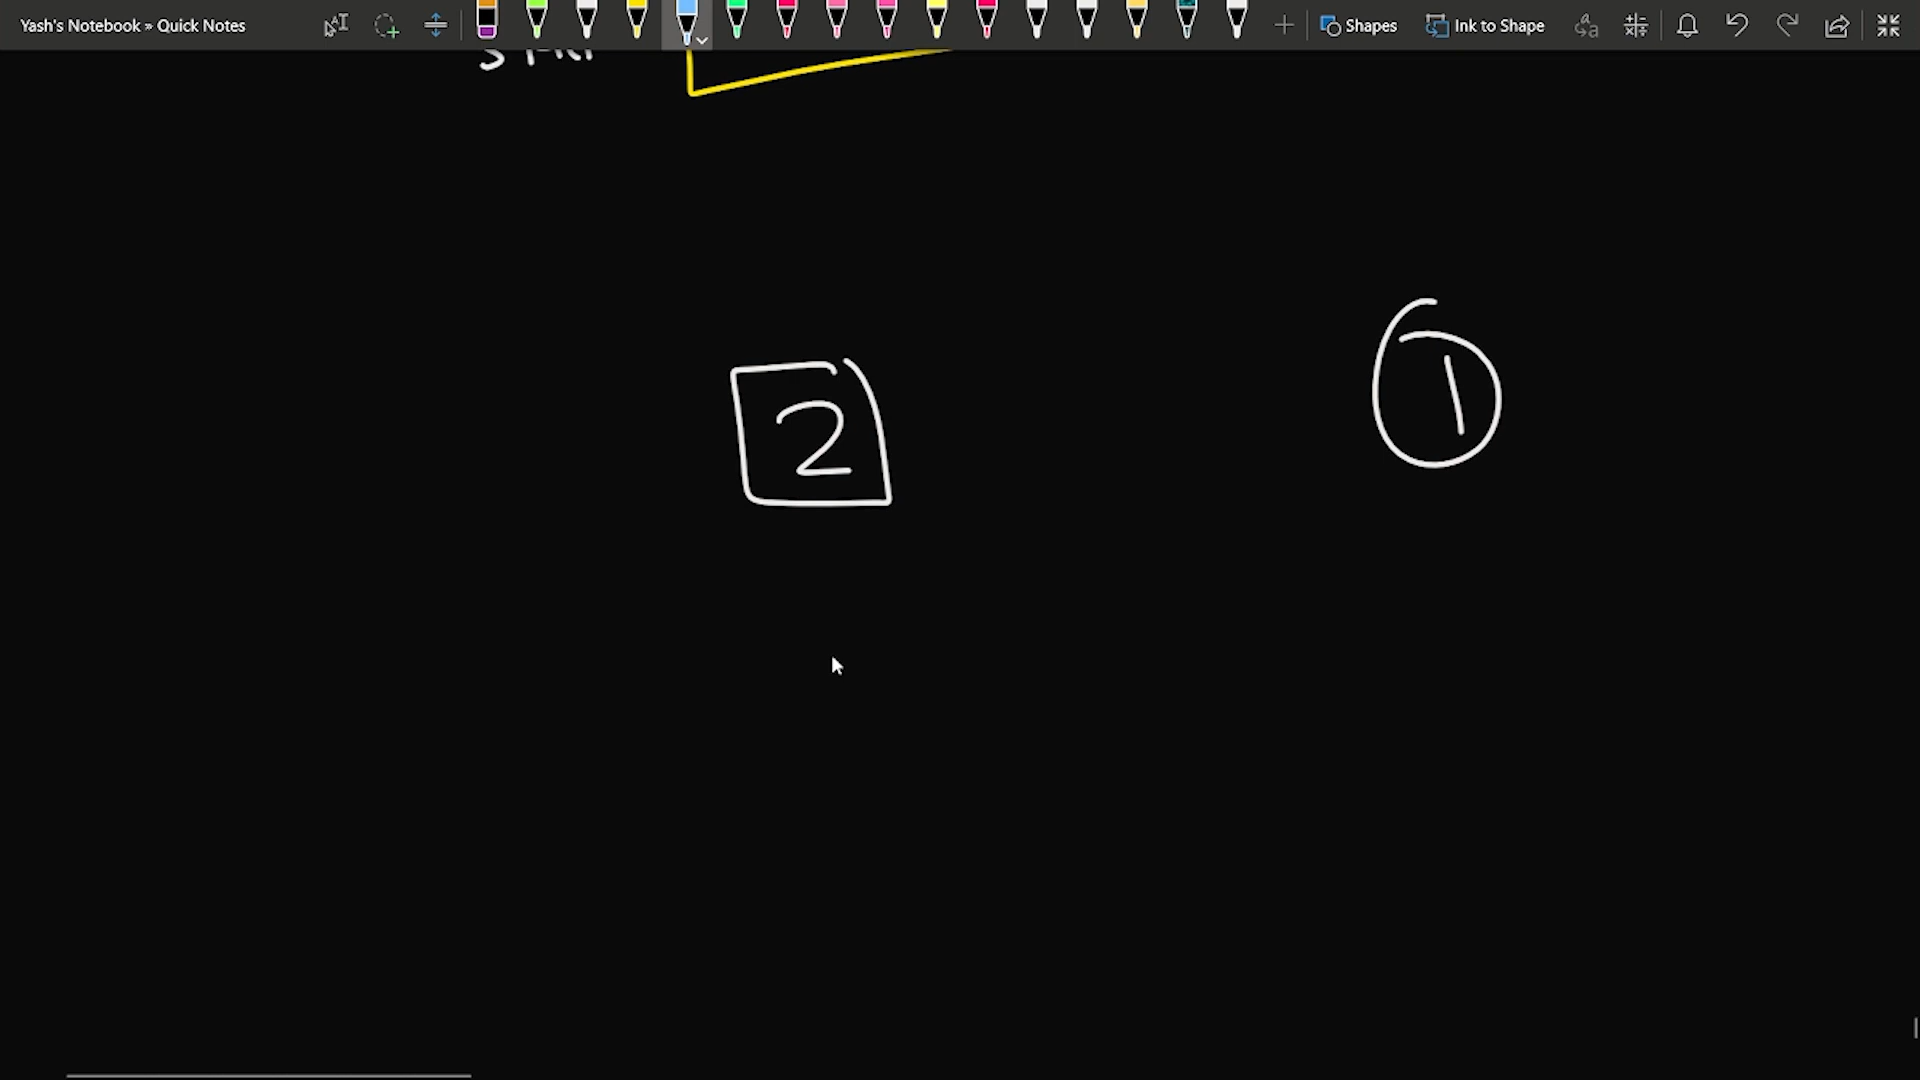 Yash's Notebook » Quick Notes
Shapes
Ink to Shape
2
1